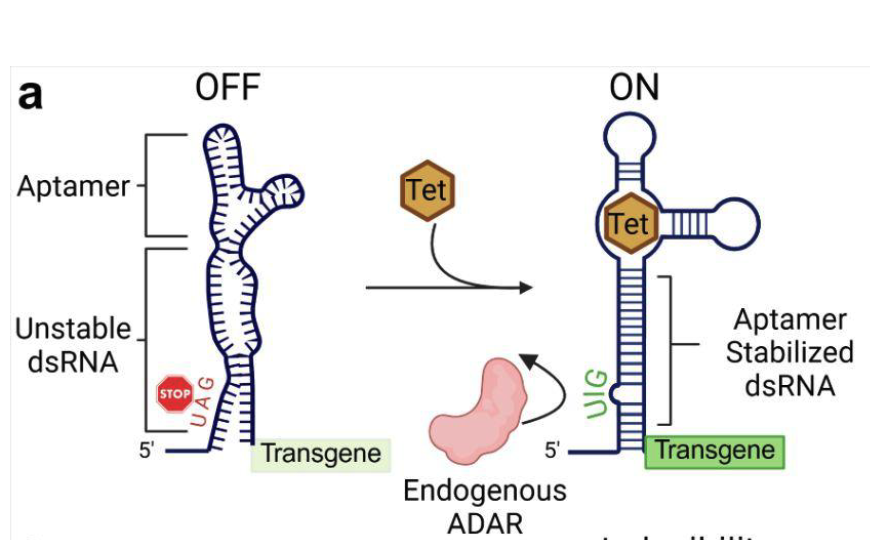 a
OFF
ON
Aptamer
Tet
Tet
Unstable
dsRNA
STOP
UAG
5'
Transgene
Endogenous
ADAR
UIG
5'
Transgene
Aptamer
Stabilized
dsRNA